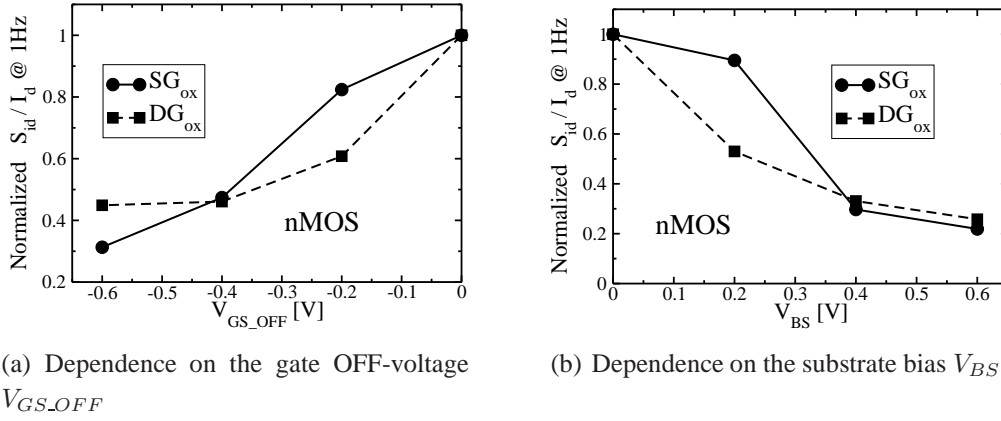 Normalized S_id / I_d @ 1Hz
1
0.8
0.6
0.4
0.2
SG_ox
DG_ox
nMOS
-0.6 -0.5 -0.4 -0.3 -0.2 -0.1 0
V_GS_OFF [V]
(a) Dependence on the gate OFF-voltage
V_GS_OFF
Normalized S_id / I_d @ 1Hz
1
0.8
0.6
0.4
0.2
0
SG_ox
DG_ox
nMOS
0 0.1 0.2 0.3 0.4 0.5 0.6
V_BS [V]
(b) Dependence on the substrate bias V_BS